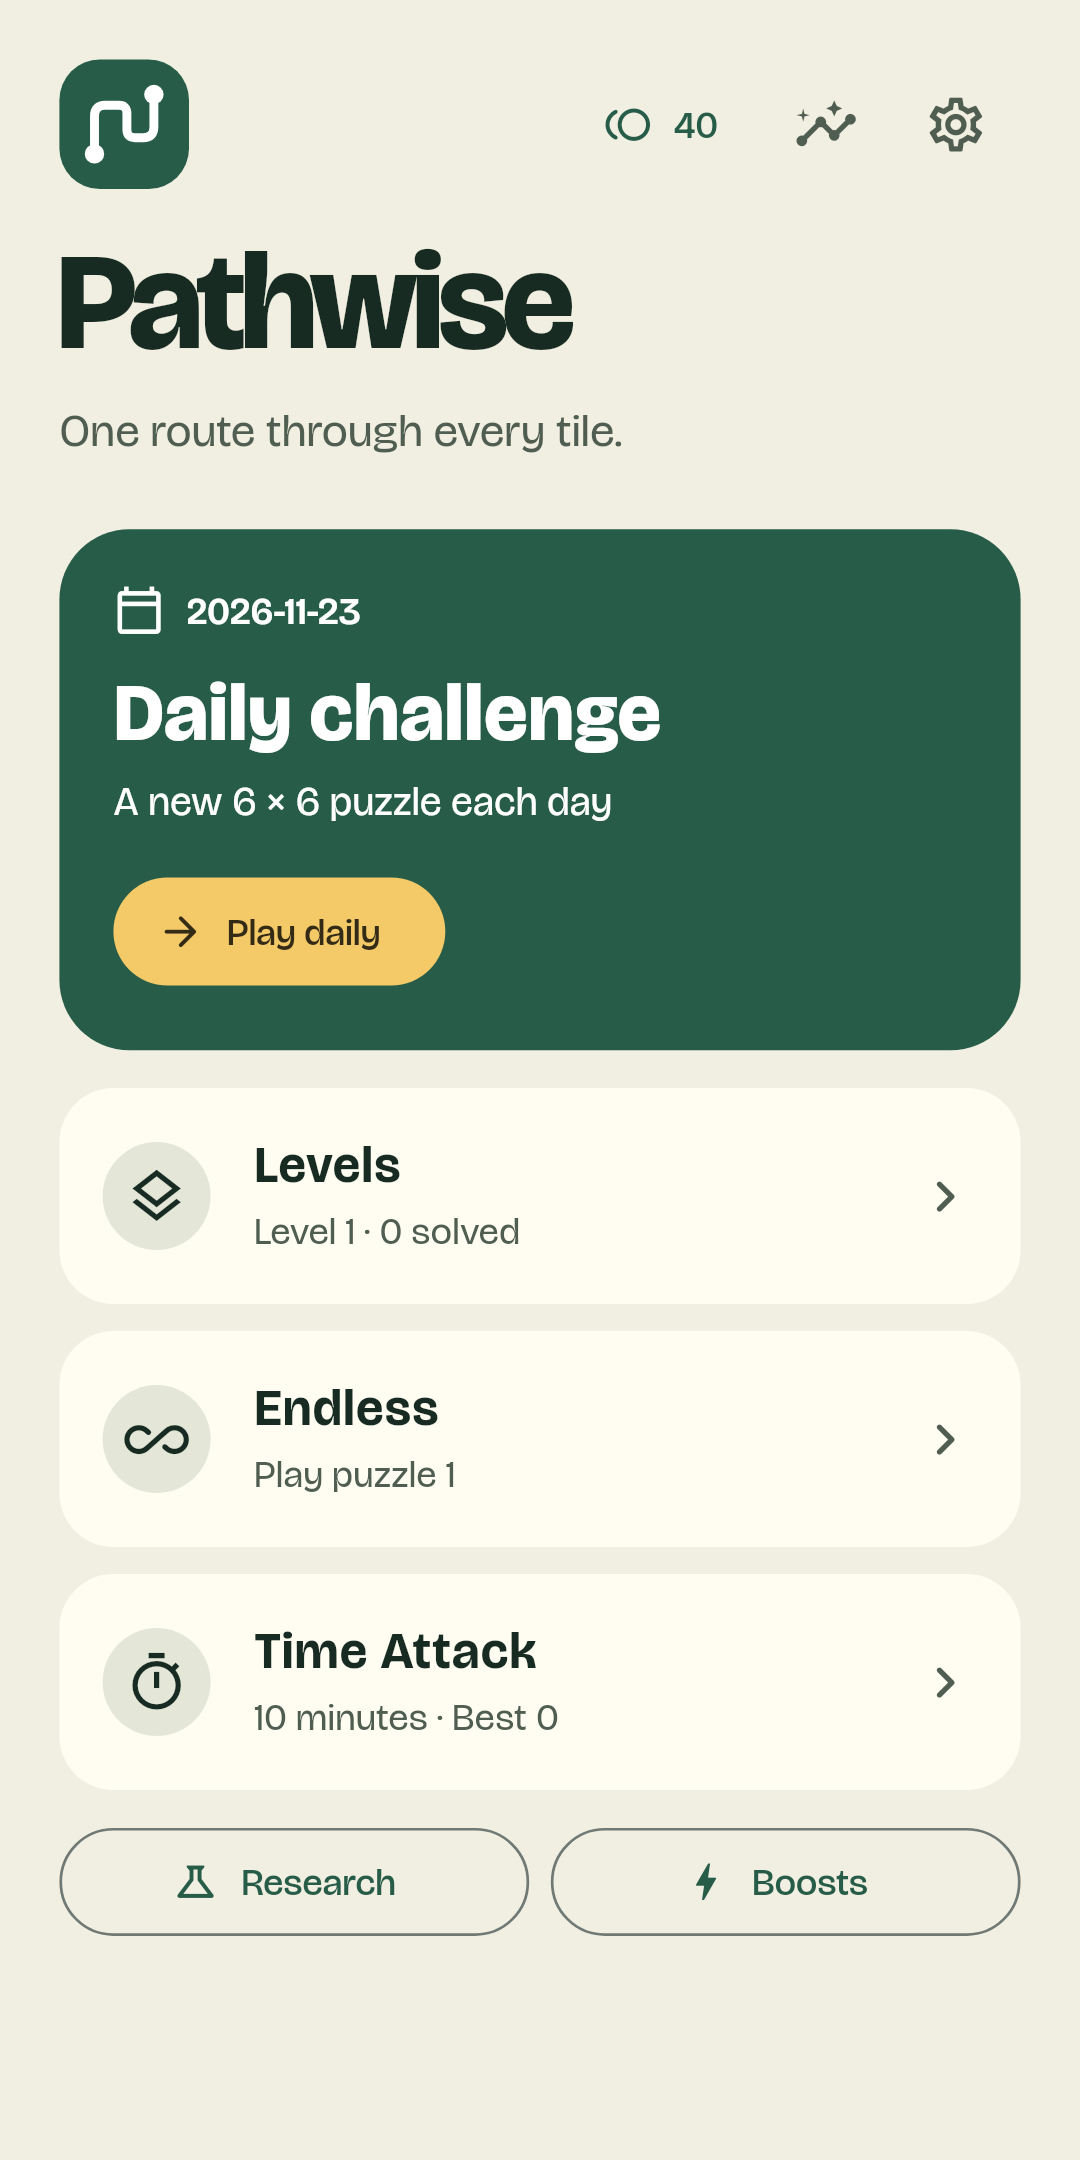 40
Pathwise
One route through every tile.
2026-11-23
Daily challenge
A new 6 × 6 puzzle each day
Play daily
Levels
Level 1 · 0 solved
Endless
Play puzzle 1
Time Attack
10 minutes · Best 0
Research
Boosts